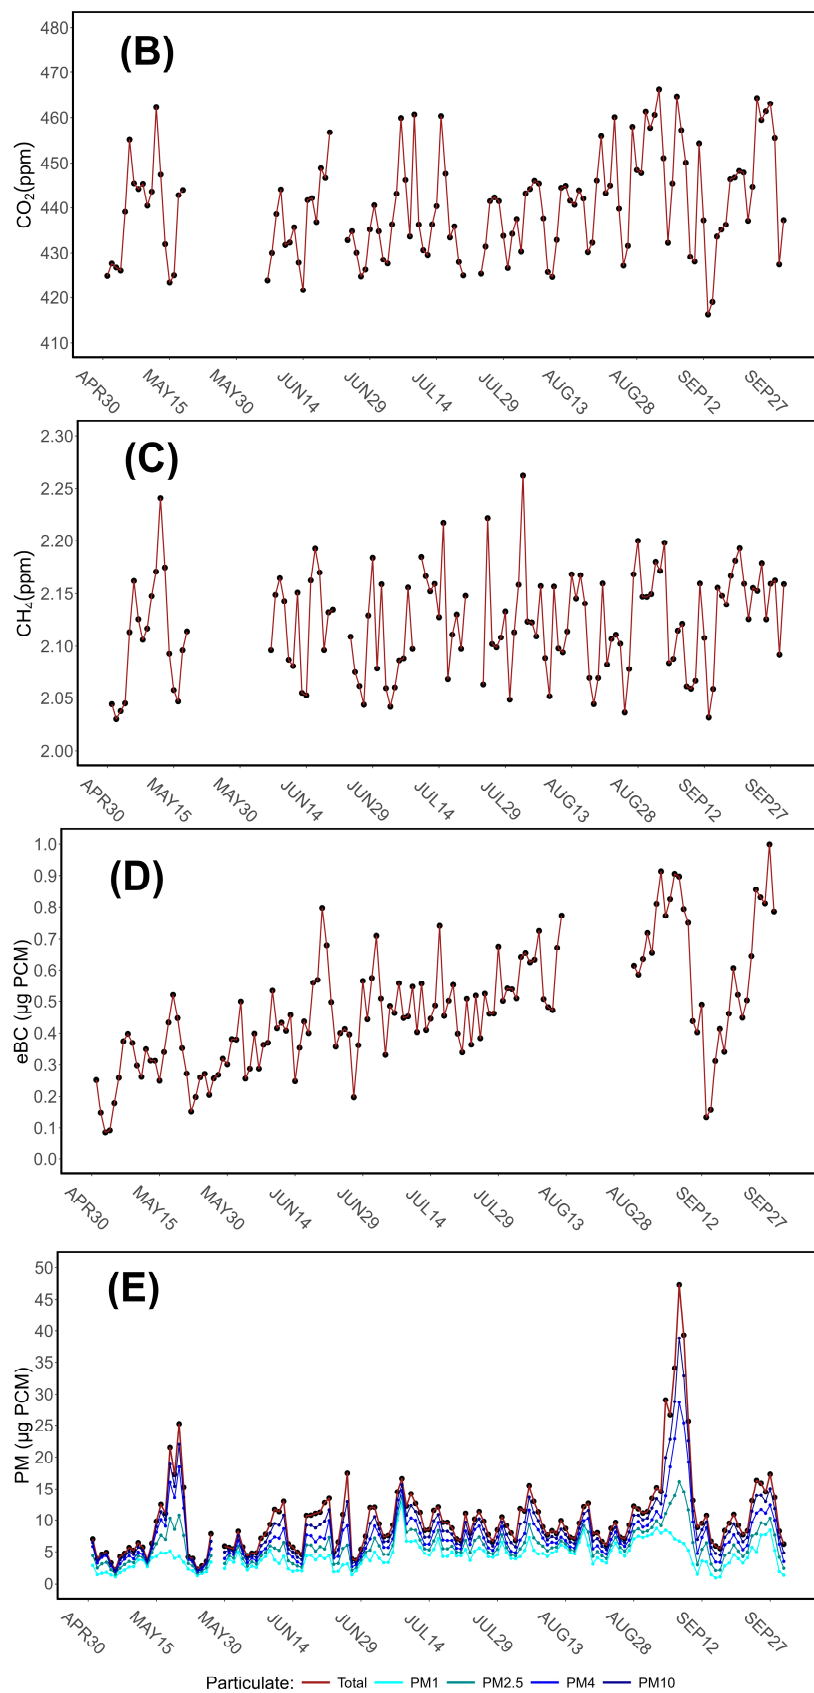 (B)
CO₂(ppm)
480
470
460
450
440
430
420
410
APR30 MAY15 MAY30 JUN14 JUN29 JUL14 JUL29 AUG13 AUG28 SEP12 SEP27
(C)
CH₄(ppm)
2.30
2.25
2.20
2.15
2.10
2.05
2.00
APR30 MAY15 MAY30 JUN14 JUN29 JUL14 JUL29 AUG13 AUG28 SEP12 SEP27
(D)
eBC (µg PCM)
1.0
0.9
0.8
0.7
0.6
0.5
0.4
0.3
0.2
0.1
0.0
APR30 MAY15 MAY30 JUN14 JUN29 JUL14 JUL29 AUG13 AUG28 SEP12 SEP27
(E)
PM (µg PCM)
50
45
40
35
30
25
20
15
10
5
0
APR30 MAY15 MAY30 JUN14 JUN29 JUL14 JUL29 AUG13 AUG28 SEP12 SEP27
Particulate: Total PM1 PM2.5 PM4 PM10